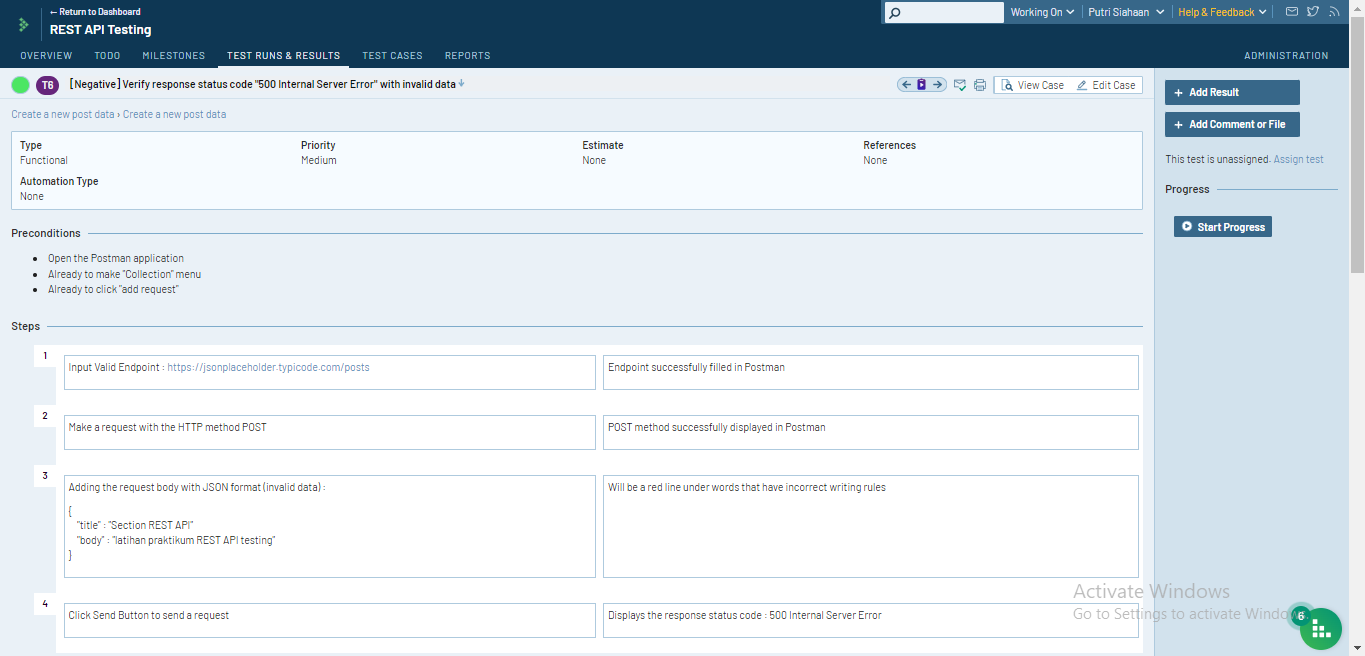 ← Return to Dashboard
REST API Testing
Working On
Putri Siahaan
Help & Feedback
OVERVIEW TODO MILESTONES TEST RUNS & RESULTS TEST CASES REPORTS ADMINISTRATION
T6 [Negative] Verify response status code "500 Internal Server Error" with invalid data
View Case Edit Case
Create a new post data › Create a new post data
Type Priority Estimate References
Functional Medium None None
Automation Type
None
Preconditions
• Open the Postman application
• Already to make "Collection" menu
• Already to click "add request"
Steps
1
Input Valid Endpoint : https://jsonplaceholder.typicode.com/posts
Endpoint successfully filled in Postman
2
Make a request with the HTTP method POST
POST method successfully displayed in Postman
3
Adding the request body with JSON format (invalid data) :
{
"title" : "Section REST API"
"body" : "latihan praktikum REST API testing"
}
Will be a red line under words that have incorrect writing rules
4
Click Send Button to send a request
Displays the response status code : 500 Internal Server Error
+ Add Result
+ Add Comment or File
This test is unassigned. Assign test
Progress
Start Progress
Activate Windows
Go to Settings to activate Windows.
6